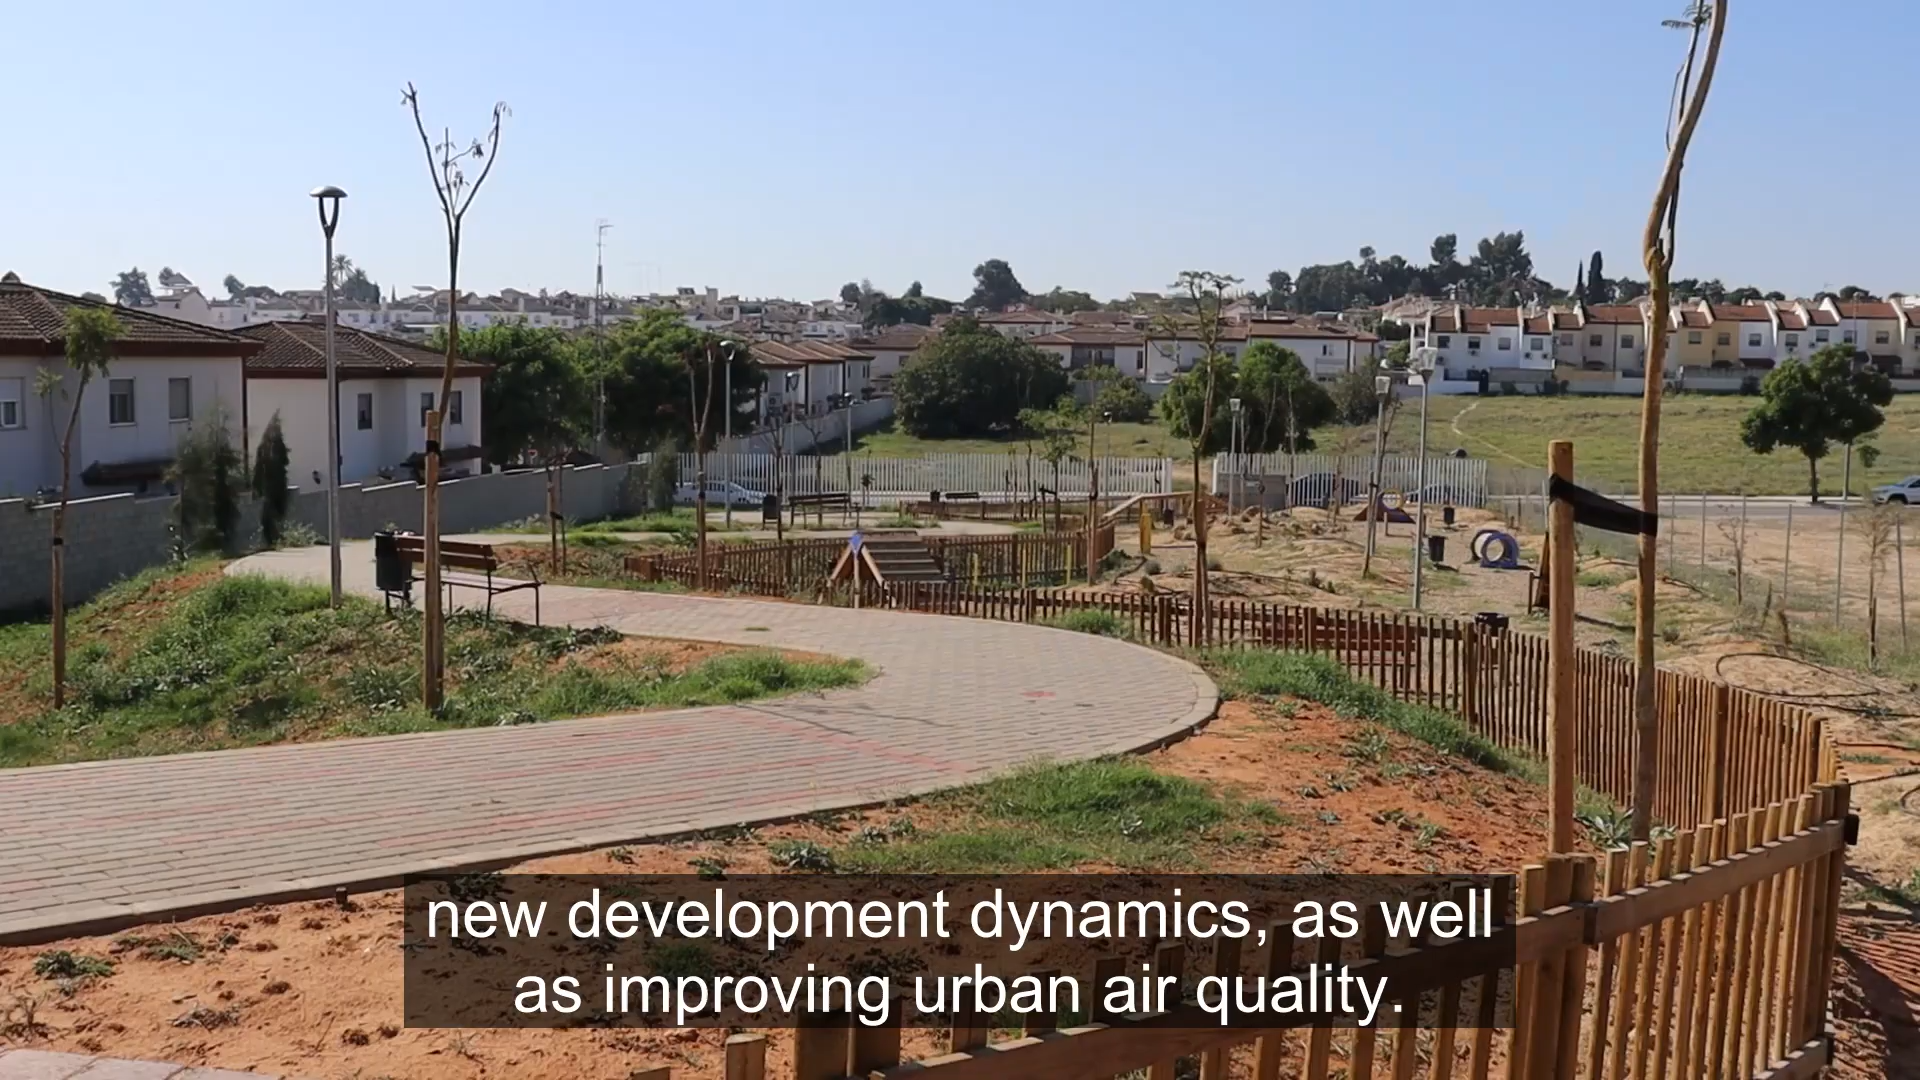 new development dynamics, as well
as improving urban air quality.